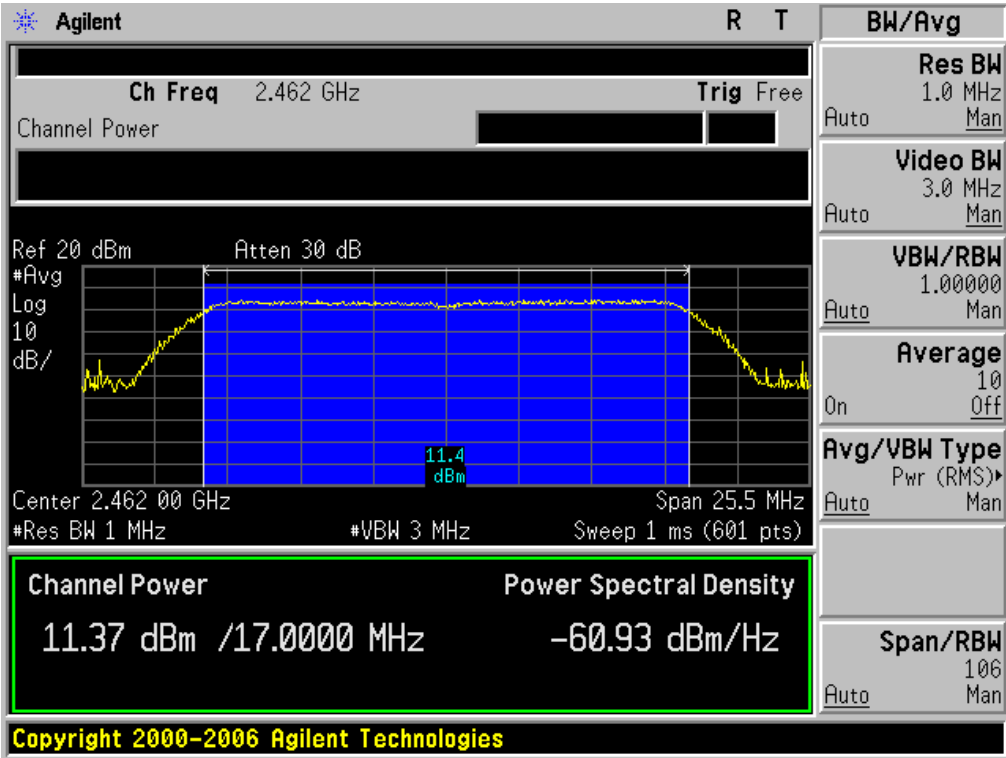 Agilent R T
Ch Freq 2.462 GHz Trig Free
Channel Power
Ref 20 dBm Atten 30 dB
#Avg
Log
10
dB/
11.4
dBm
Center 2.462 00 GHz Span 25.5 MHz
#Res BW 1 MHz #VBW 3 MHz Sweep 1 ms (601 pts)
Channel Power Power Spectral Density
11.37 dBm /17.0000 MHz -60.93 dBm/Hz
Copyright 2000-2006 Agilent Technologies
BW/Avg
Res BW
1.0 MHz
Auto Man
Video BW
3.0 MHz
Auto Man
VBW/RBW
1.00000
Auto Man
Average
10
On Off
Avg/VBW Type
Pwr (RMS)▸
Auto Man
Span/RBW
106
Auto Man